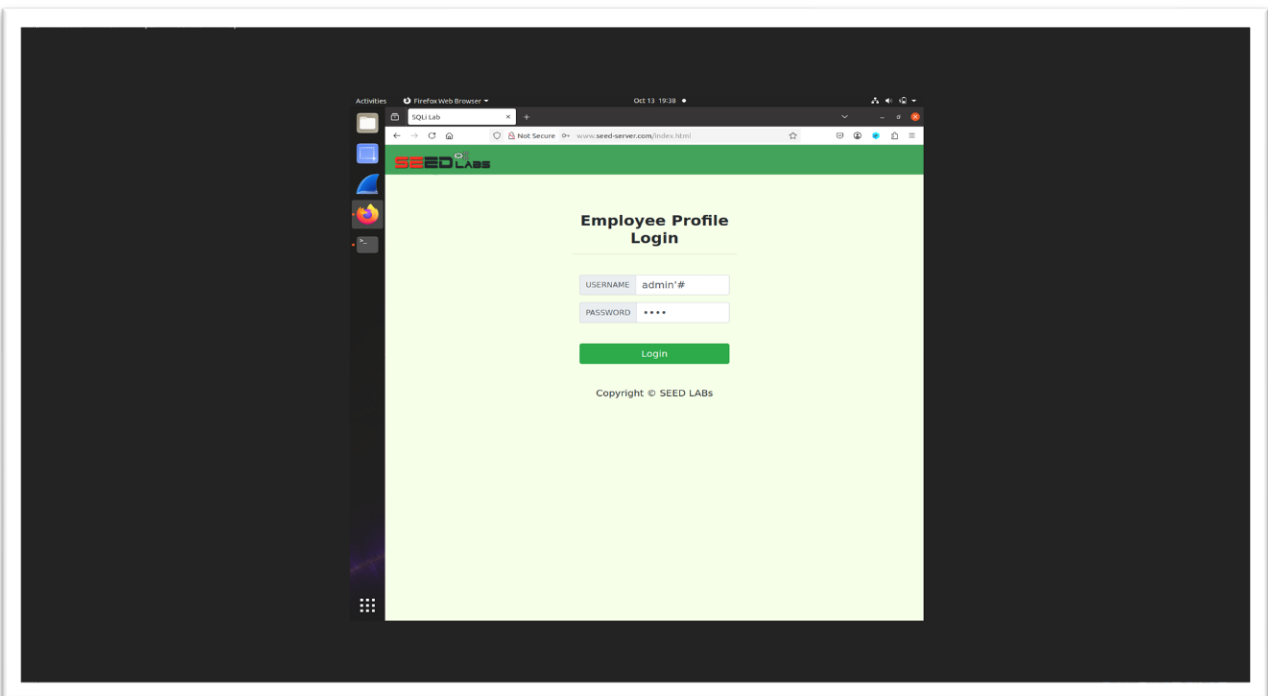 Activities Firefox Web Browser Oct 13 19:38
SQLi Lab
Not Secure www.seed-server.com/index.html
SEED LABS
Employee Profile
Login
USERNAME admin'#
PASSWORD ••••
Login
Copyright © SEED LABs